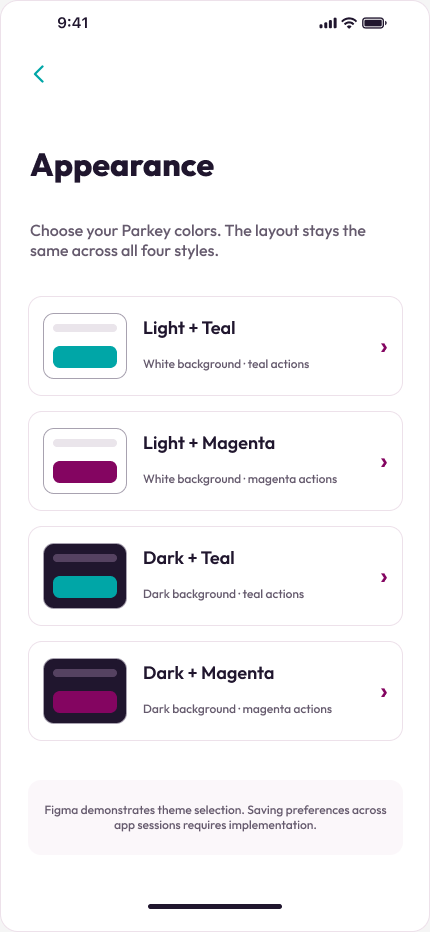 9:41
Appearance
Choose your Parkey colors. The layout stays the
same across all four styles.
Light + Teal
White background · teal actions
›
Light + Magenta
White background · magenta actions
›
Dark + Teal
Dark background · teal actions
›
Dark + Magenta
Dark background · magenta actions
›
Figma demonstrates theme selection. Saving preferences across
app sessions requires implementation.